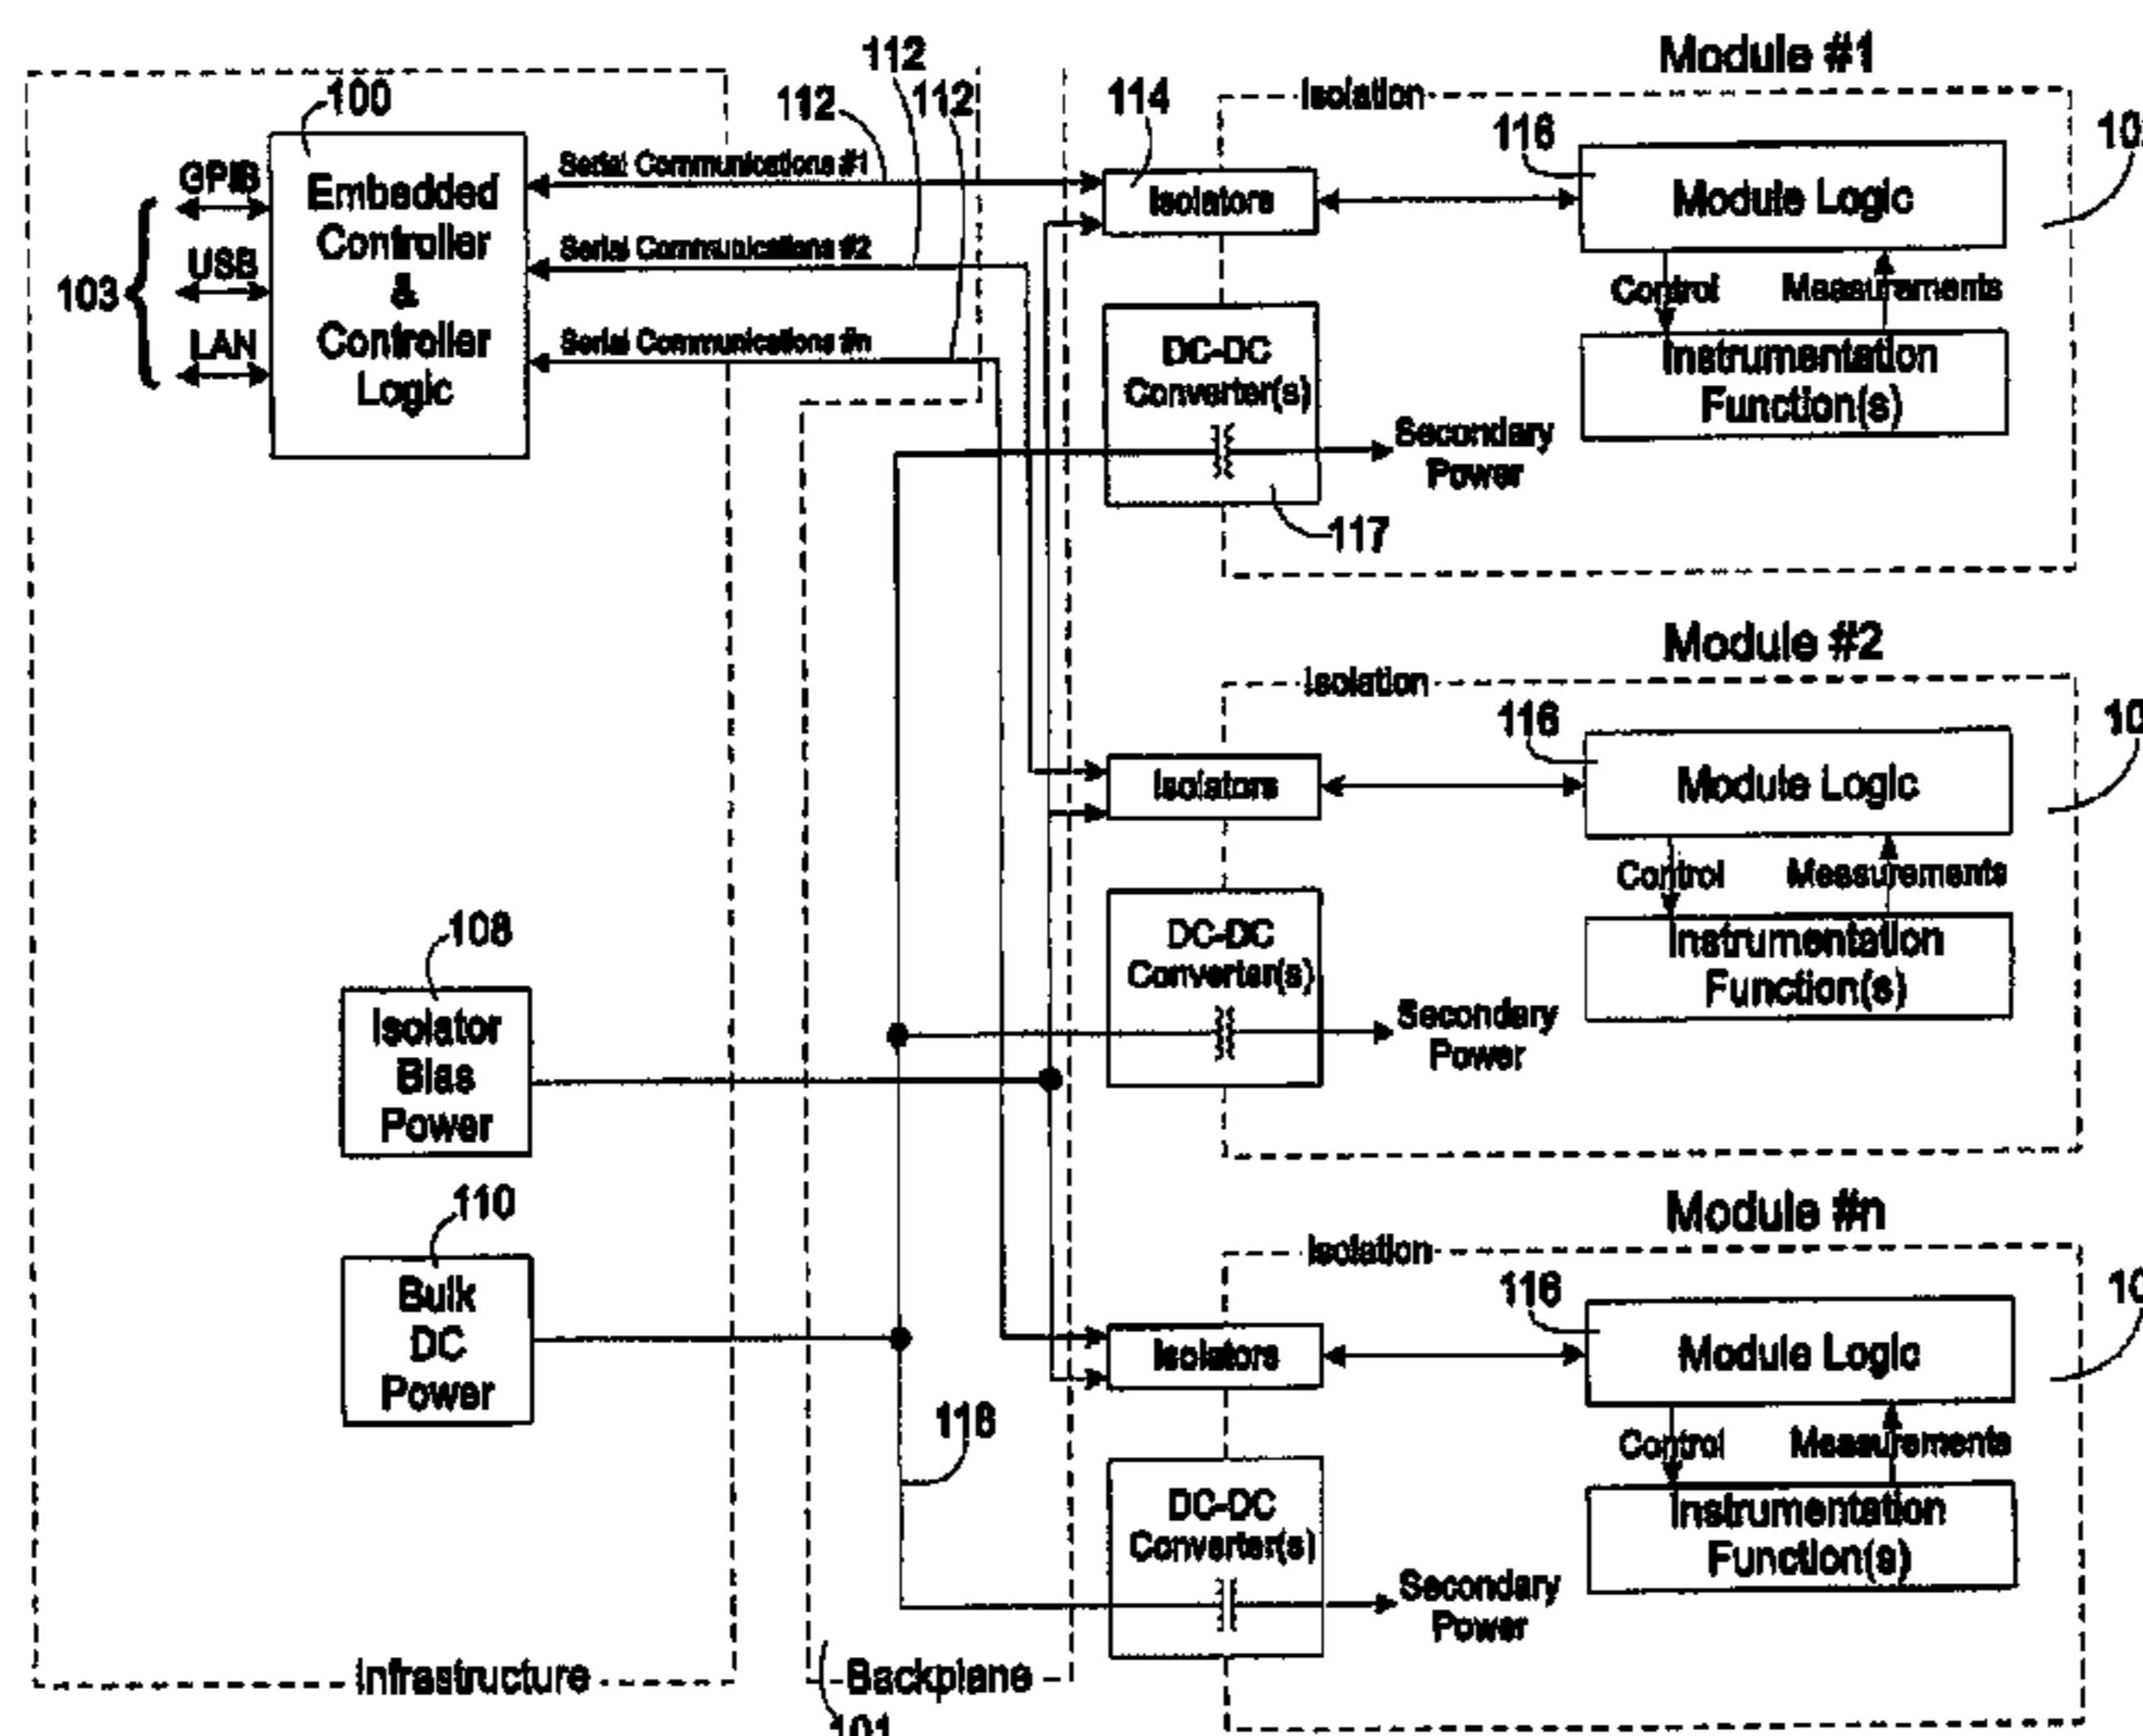 Module #1
112
112
112
100
114
Isolation
116
GPIB
USB
LAN
103
Embedded
Controller
&
Controller
Logic
Serial Communications #1
Serial Communications #2
Serial Communications #n
Isolators
Module Logic
Control
Measurements
Instrumentation
Function(s)
DC-DC
Converter(s)
Secondary
Power
117
Module #2
Isolation
116
Isolators
Module Logic
Control
Measurements
Instrumentation
Function(s)
DC-DC
Converter(s)
Secondary
Power
108
Isolator
Bias
Power
110
Bulk
DC
Power
Module #n
Isolation
116
Isolators
Module Logic
Control
Measurements
Instrumentation
Function(s)
118
DC-DC
Converter(s)
Secondary
Power
Infrastructure
Backplane
101